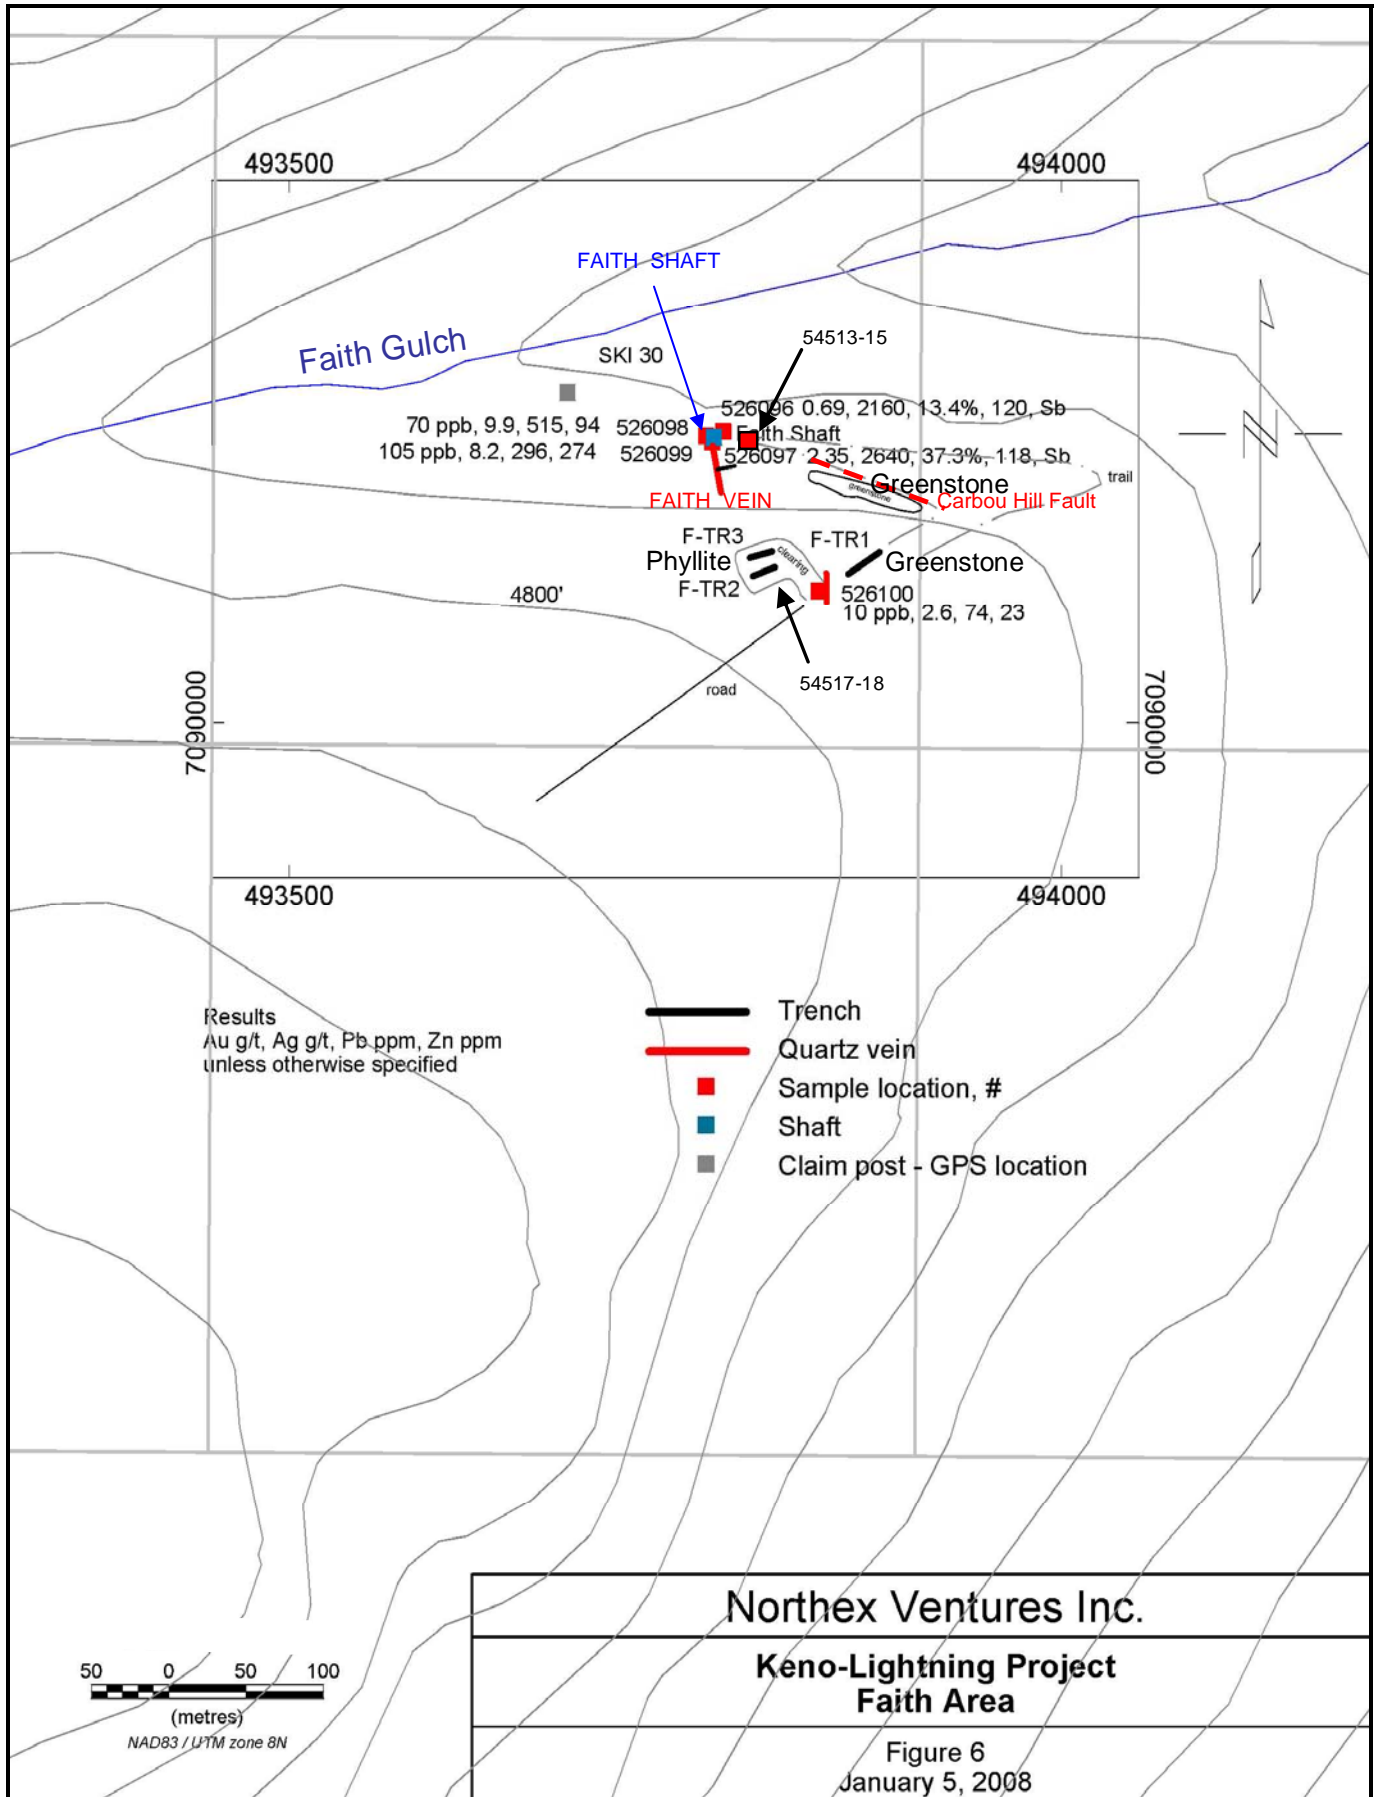 493500
494000
FAITH SHAFT
54513-15
Faith Gulch
SKI 30
526096 0.69, 2160, 13.4%, 120, Sb
70 ppb, 9.9, 515, 94
526098
Faith Shaft
105 ppb, 8.2, 296, 274
526099
526097 2.35, 2640, 37.3%, 118, Sb
trail
Greenstone
greenstone
FAITH VEIN
Carbou Hill Fault
F-TR3
F-TR1
clearing
Phyllite
Greenstone
F-TR2
4800'
526100
10 ppb, 2.6, 74, 23
54517-18
road
7090000
7090000
493500
494000
Results
Au g/t, Ag g/t, Pb ppm, Zn ppm
unless otherwise specified
Trench
Quartz vein
Sample location, #
Shaft
Claim post - GPS location
N
50 0 50 100
(metres)
NAD83 / UTM zone 8N
Northex Ventures Inc.
Keno-Lightning Project
Faith Area
Figure 6
January 5, 2008